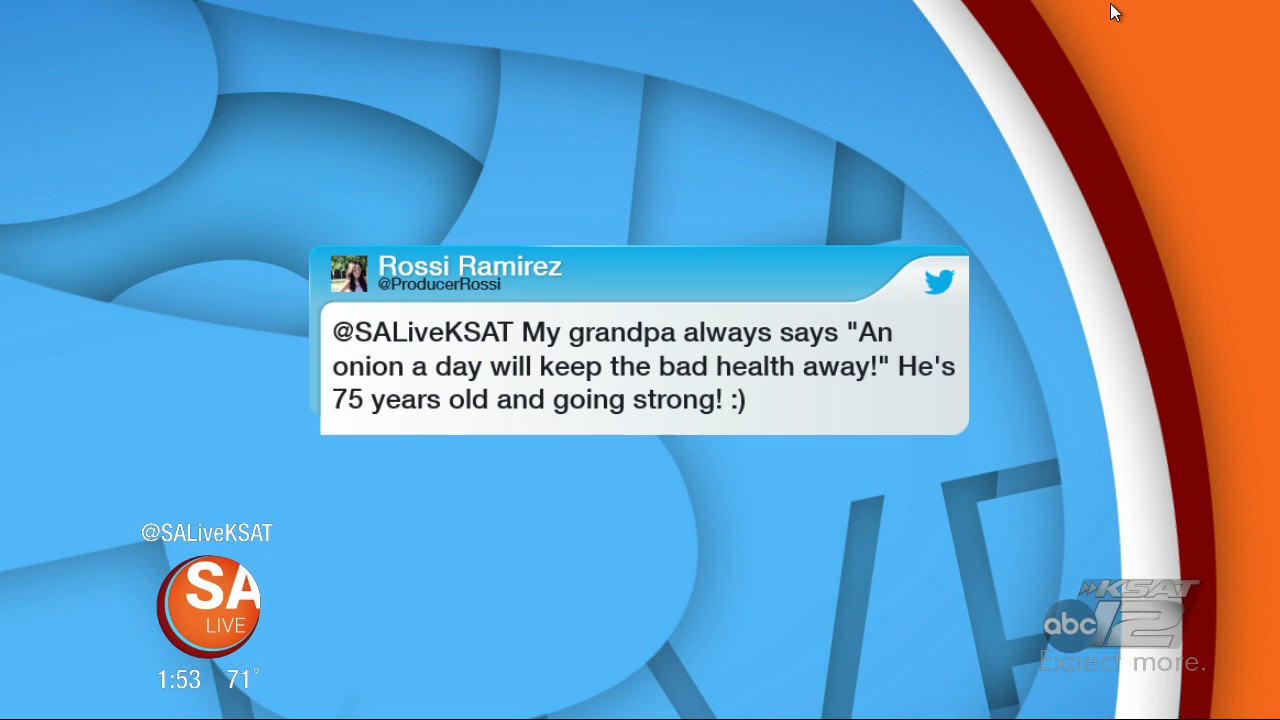 Rossi Ramirez
@ProducerRossi
@SALiveKSAT My grandpa always says "An
onion a day will keep the bad health away!" He's
75 years old and going strong! :)
@SALiveKSAT
SA
LIVE
1:53 71°
KSAT
abc 12
Expect more.